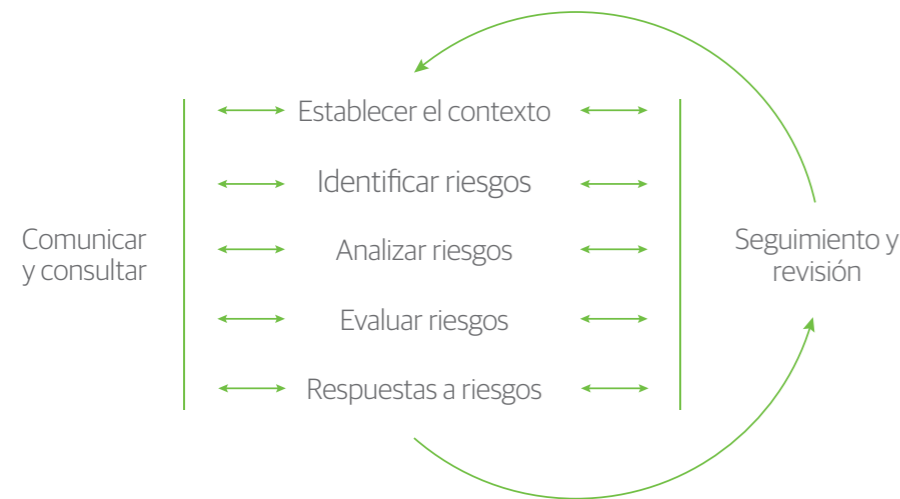 Establecer el contexto
Identificar riesgos
Analizar riesgos
Evaluar riesgos
Respuestas a riesgos
Comunicar
y consultar
Seguimiento y
revisión